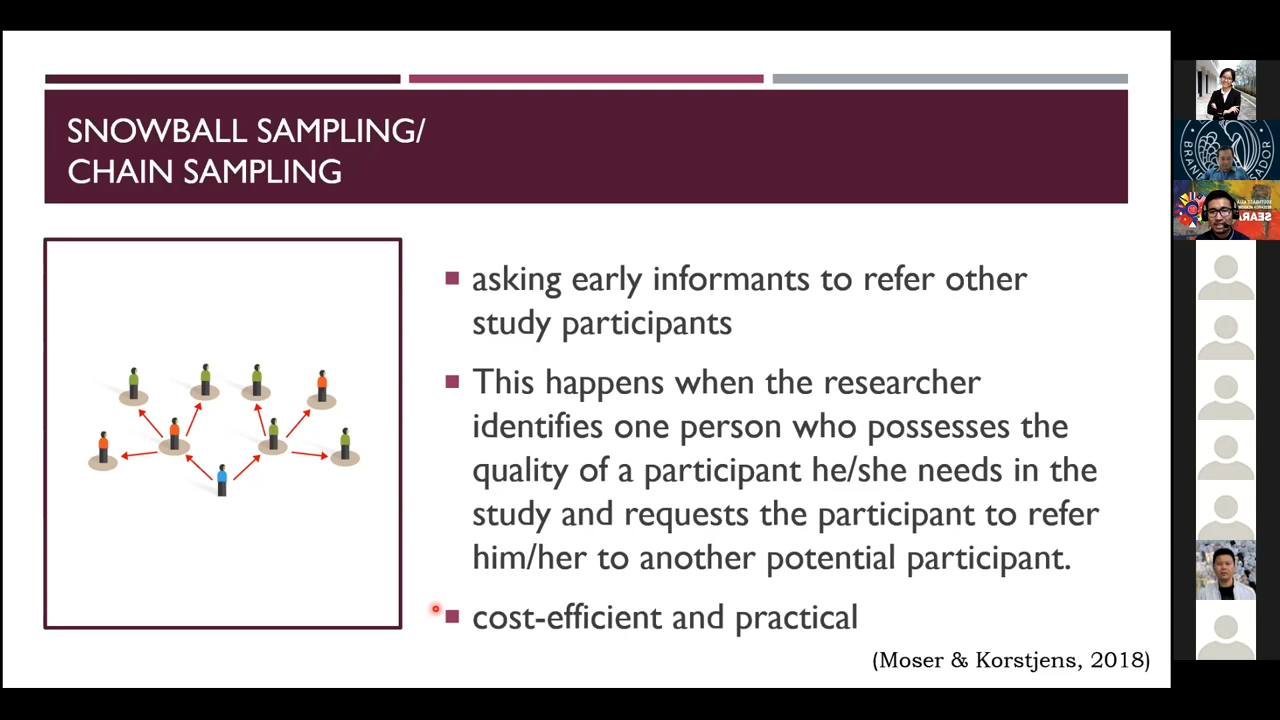 SNOWBALL SAMPLING/
CHAIN SAMPLING
asking early informants to refer other
study participants
This happens when the researcher
identifies one person who possesses the
quality of a participant he/she needs in the
study and requests the participant to refer
him/her to another potential participant.
cost-efficient and practical
(Moser & Korstjens, 2018)